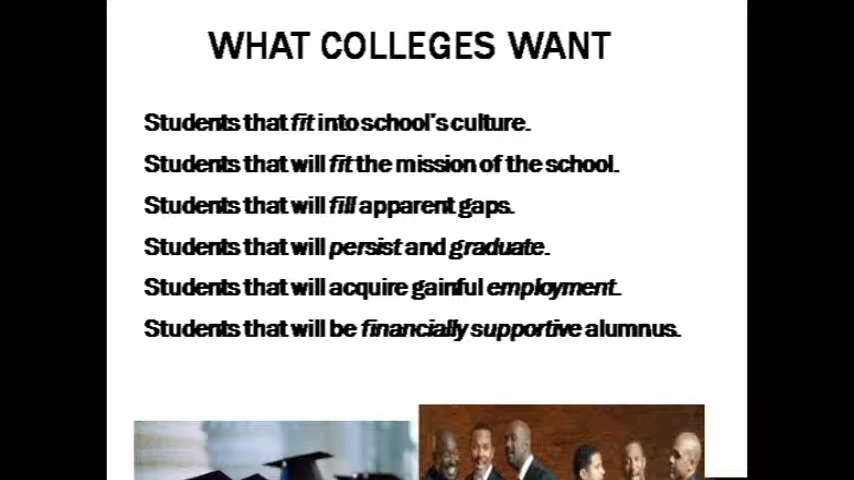 WHAT COLLEGES WANT
Students that fit into school's culture.
Students that will fit the mission of the school.
Students that will fill apparent gaps.
Students that will persist and graduate.
Students that will acquire gainful employment.
Students that will be financially supportive alumnus.